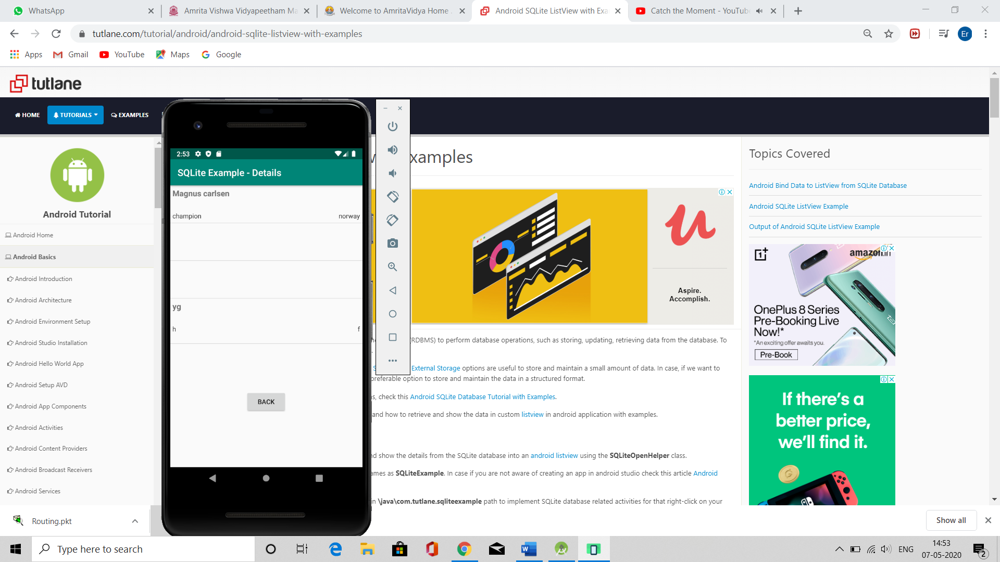 WhatsApp
Amrita Vishwa Vidyapeetham Ma
Welcome to AmritaVidya Home
Android SQLite ListView with Exa
Catch the Moment - YouTube
tutlane.com/tutorial/android/android-sqlite-listview-with-examples
Er
Apps
Gmail
YouTube
Maps
Google
tutlane
HOME
TUTORIALS
EXAMPLES
Android Tutorial
Android Home
Android Basics
Android Introduction
Android Architecture
Android Environment Setup
Android Studio Installation
Android Hello World App
Android Setup AVD
Android App Components
Android Activities
Android Content Providers
Android Broadcast Receivers
Android Services
2:53
SQLite Example - Details
Magnus carlsen
champion norway
yg
h f
BACK
xamples
Aspire.
Accomplish.
(RDBMS) to perform database operations, such as storing, updating, retrieving data from the database. To
External Storage options are useful to store and maintain a small amount of data. In case, if we want to
preferable option to store and maintain the data in a structured format.
s, check this Android SQLite Database Tutorial with Examples.
and how to retrieve and show the data in custom listview in android application with examples.
d show the details from the SQLite database into an android listview using the SQLiteOpenHelper class.
ames as SQLiteExample. In case if you are not aware of creating an app in android studio check this article Android
n \java\com.tutlane.sqliteexample path to implement SQLite database related activities for that right-click on your
Topics Covered
Android Bind Data to ListView from SQLite Database
Android SQLite ListView Example
Output of Android SQLite ListView Example
amazon.in
OnePlus 8 Series
Pre-Booking Live
Now!*
*An exciting offer awaits you.
Pre-Book
If there's a
better price,
we'll find it.
Routing.pkt
Show all
Type here to search
ENG
14:53
07-05-2020
2